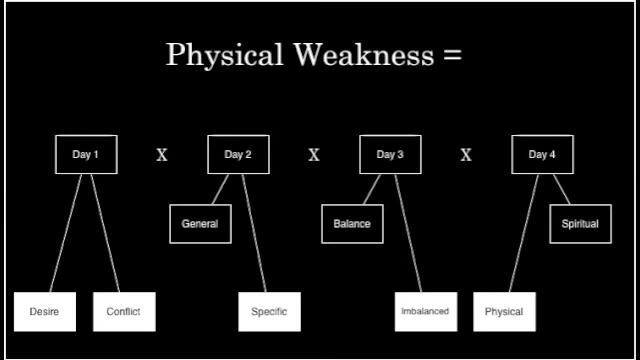 Physical Weakness =
Day 1 x Day 2 x Day 3 x Day 4
General Balance Spiritual
Desire Conflict Specific Imbalanced Physical